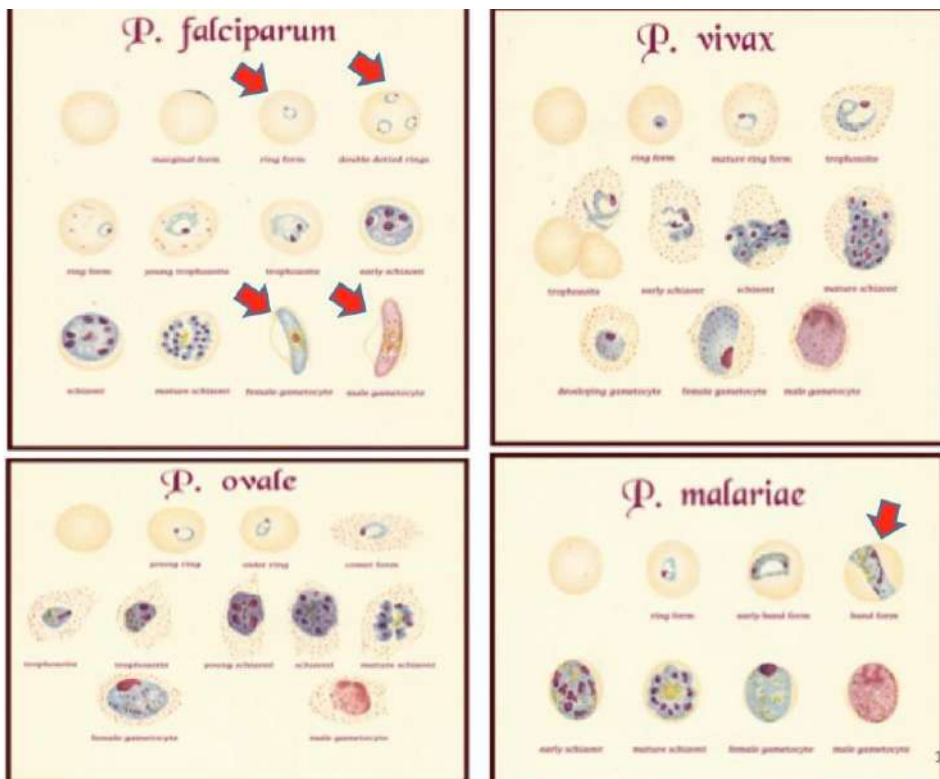 P. falciparum
marginal form ring form double dotted rings
ring form young trophozoite trophozoite early schizont
schizont mature schizont female gametocyte male gametocyte
P. vivax
ring form mature ring form trophozoite
trophozoite early schizont schizont mature schizont
developing gametocyte female gametocyte male gametocyte
P. ovale
young ring older ring comet form
trophozoite trophozoite young schizont schizont mature schizont
female gametocyte male gametocyte
P. malariae
ring form early band form band form
early schizont mature schizont female gametocyte male gametocyte
1